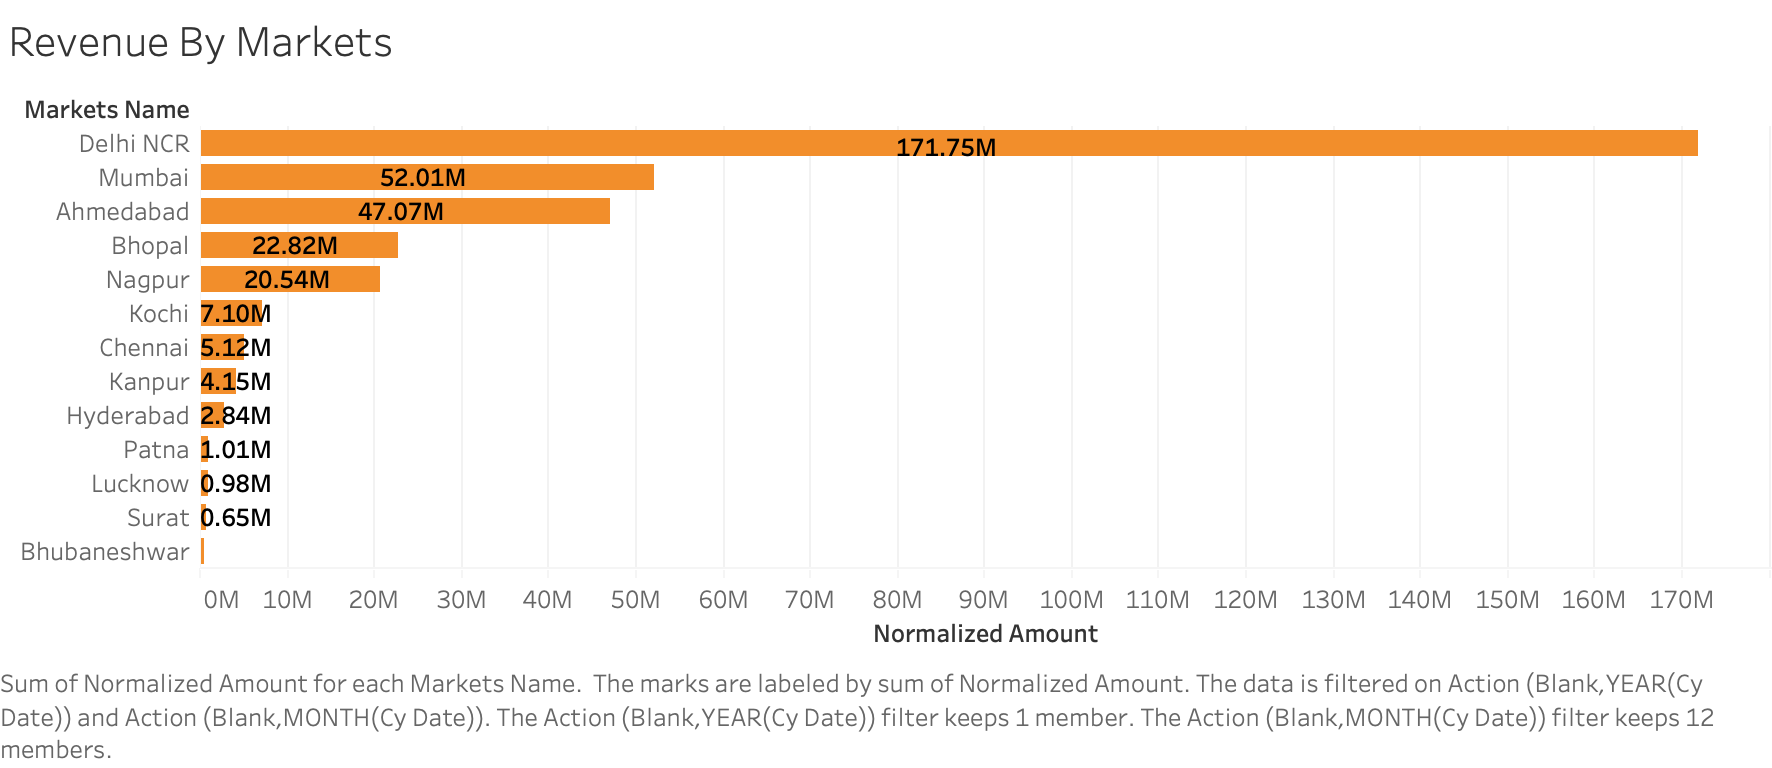 Revenue By Markets
Markets Name
Delhi NCR 171.75M
Mumbai 52.01M
Ahmedabad 47.07M
Bhopal 22.82M
Nagpur 20.54M
Kochi 7.10M
Chennai 5.12M
Kanpur 4.15M
Hyderabad 2.84M
Patna 1.01M
Lucknow 0.98M
Surat 0.65M
Bhubaneshwar
0M 10M 20M 30M 40M 50M 60M 70M 80M 90M 100M 110M 120M 130M 140M 150M 160M 170M
Normalized Amount
Sum of Normalized Amount for each Markets Name.  The marks are labeled by sum of Normalized Amount. The data is filtered on Action (Blank,YEAR(Cy
Date)) and Action (Blank,MONTH(Cy Date)). The Action (Blank,YEAR(Cy Date)) filter keeps 1 member. The Action (Blank,MONTH(Cy Date)) filter keeps 12
members.